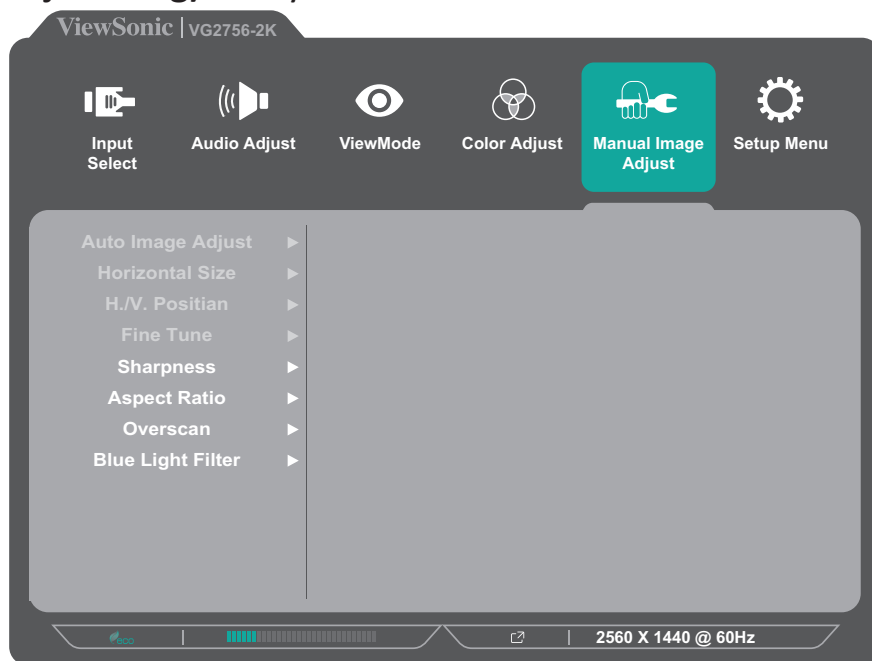 ViewSonic | VG2756-2K
Input Select
Audio Adjust
ViewMode
Color Adjust
Manual Image Adjust
Setup Menu
Auto Image Adjust
Horizontal Size
H./V. Positian
Fine Tune
Sharpness
Aspect Ratio
Overscan
Blue Light Filter
eco
2560 X 1440 @ 60Hz